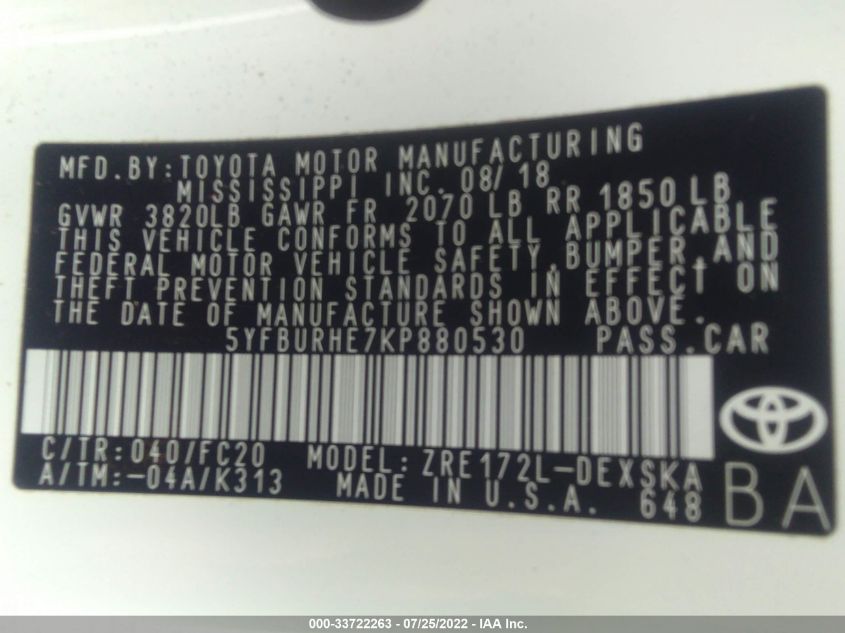 MFD.BY:TOYOTA MOTOR MANUFACTURING
MISSISSIPPI INC. 08/18
GVWR 3820LB GAWR FR 2070 LB RR 1850 LB
THIS VEHICLE CONFORMS TO ALL APPLICABLE
FEDERAL MOTOR VEHICLE SAFETY,BUMPER,AND
THEFT PREVENTION STANDARDS IN EFFECT ON
THE DATE OF MANUFACTURE SHOWN ABOVE.
5YFBURHE7KP880530 PASS.CAR
C/TR:040/FC20 MODEL:ZRE172L-DEXSKA
A/TM:-04A/K313 MADE IN U.S.A. 648
BA
000-33722263 - 07/25/2022 - IAA Inc.